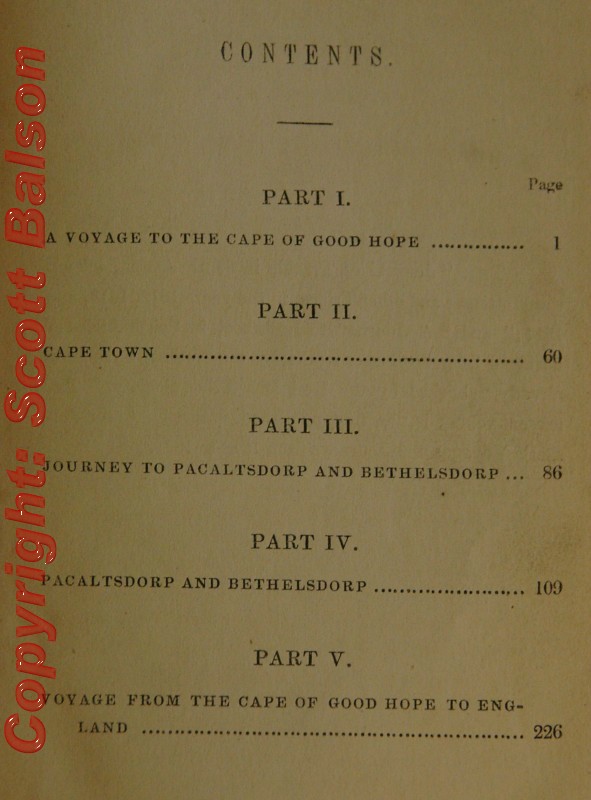 CONTENTS.
Page
PART I.
A VOYAGE TO THE CAPE OF GOOD HOPE .............. 1
PART II.
CAPE TOWN ............................................................ 60
PART III.
JOURNEY TO PACALTSDORP AND BETHELSDORP ... 86
PART IV.
PACALTSDORP AND BETHELSDORP ....................... 109
PART V.
VOYAGE FROM THE CAPE OF GOOD HOPE TO ENG-
LAND ............................................................ 226
Copyright: Scott Balson